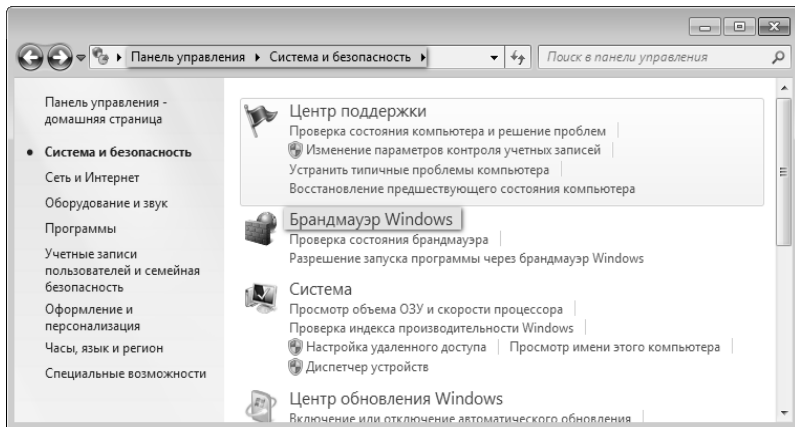 Панель управления ▸ Система и безопасность ▸
Поиск в панели управления
Панель управления -
домашняя страница
• Система и безопасность
Сеть и Интернет
Оборудование и звук
Программы
Учетные записи
пользователей и семейная
безопасность
Оформление и
персонализация
Часы, язык и регион
Специальные возможности
Центр поддержки
Проверка состояния компьютера и решение проблем
Изменение параметров контроля учетных записей
Устранить типичные проблемы компьютера
Восстановление предшествующего состояния компьютера
Брандмауэр Windows
Проверка состояния брандмауэра
Разрешение запуска программы через брандмауэр Windows
Система
Просмотр объема ОЗУ и скорости процессора
Проверка индекса производительности Windows
Настройка удаленного доступа | Просмотр имени этого компьютера
Диспетчер устройств
Центр обновления Windows
Включение или отключение автоматического обновления